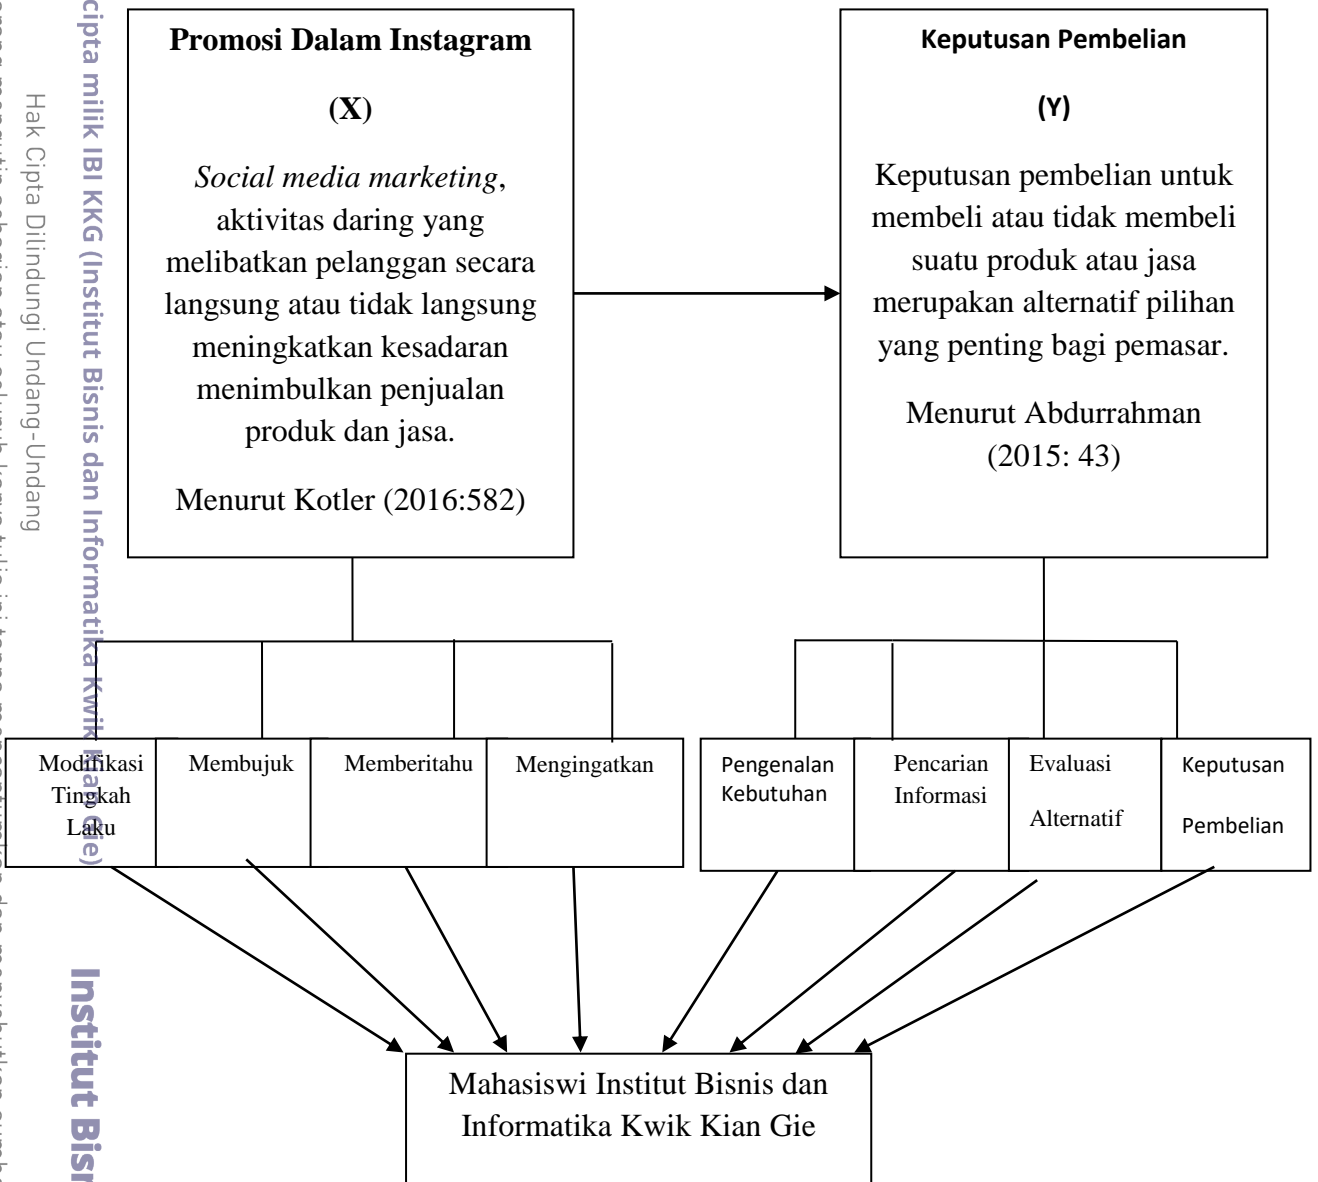 Promosi Dalam Instagram
(X)
Social media marketing,
aktivitas daring yang
melibatkan pelanggan secara
langsung atau tidak langsung
meningkatkan kesadaran
menimbulkan penjualan
produk dan jasa.
Menurut Kotler (2016:582)
Keputusan Pembelian
(Y)
Keputusan pembelian untuk
membeli atau tidak membeli
suatu produk atau jasa
merupakan alternatif pilihan
yang penting bagi pemasar.
Menurut Abdurrahman
(2015: 43)
Modifikasi
Tingkah
Laku
Membujuk
Memberitahu
Mengingatkan
Pengenalan
Kebutuhan
Pencarian
Informasi
Evaluasi
Alternatif
Keputusan
Pembelian
Mahasiswi Institut Bisnis dan
Informatika Kwik Kian Gie
cipta milik IBI KKG (Institut Bisnis dan Informatika Kwik Kian Gie)
Hak Cipta Dilindungi Undang-Undang
Institut